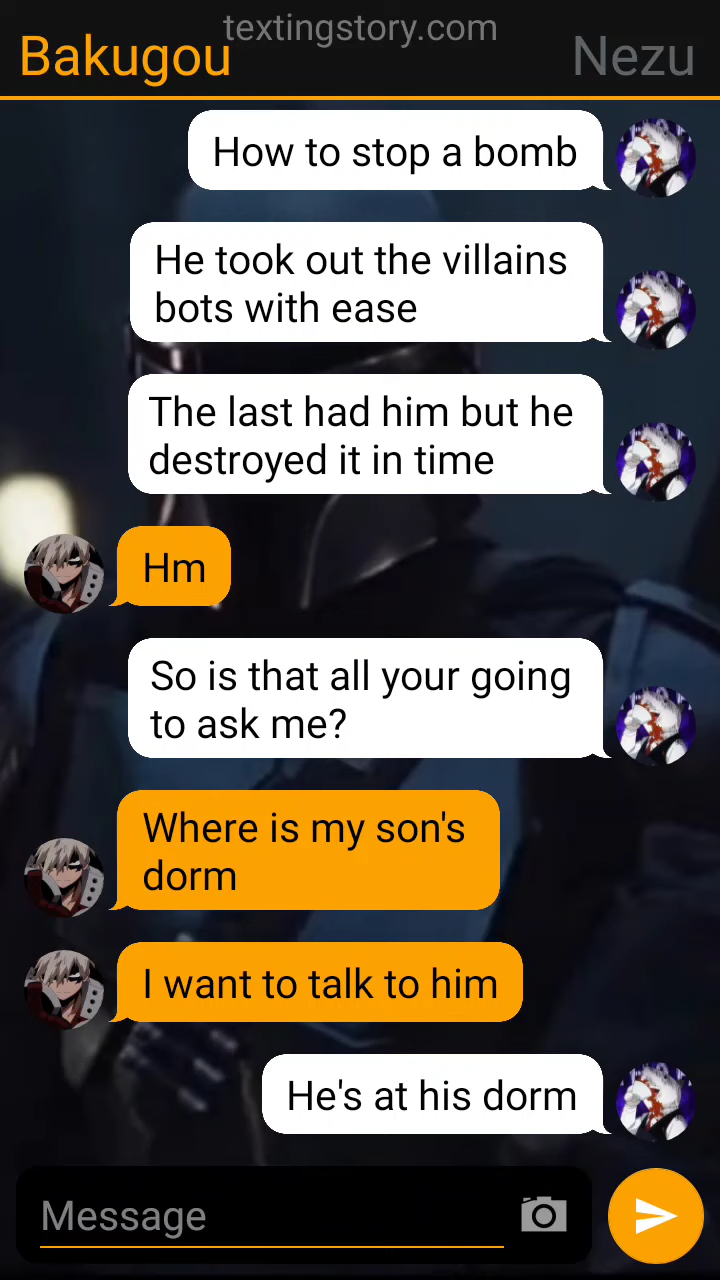 textingstory.com
Bakugou
Nezu
How to stop a bomb
He took out the villains
bots with ease
The last had him but he
destroyed it in time
Hm
So is that all your going
to ask me?
Where is my son's
dorm
I want to talk to him
He's at his dorm
Message